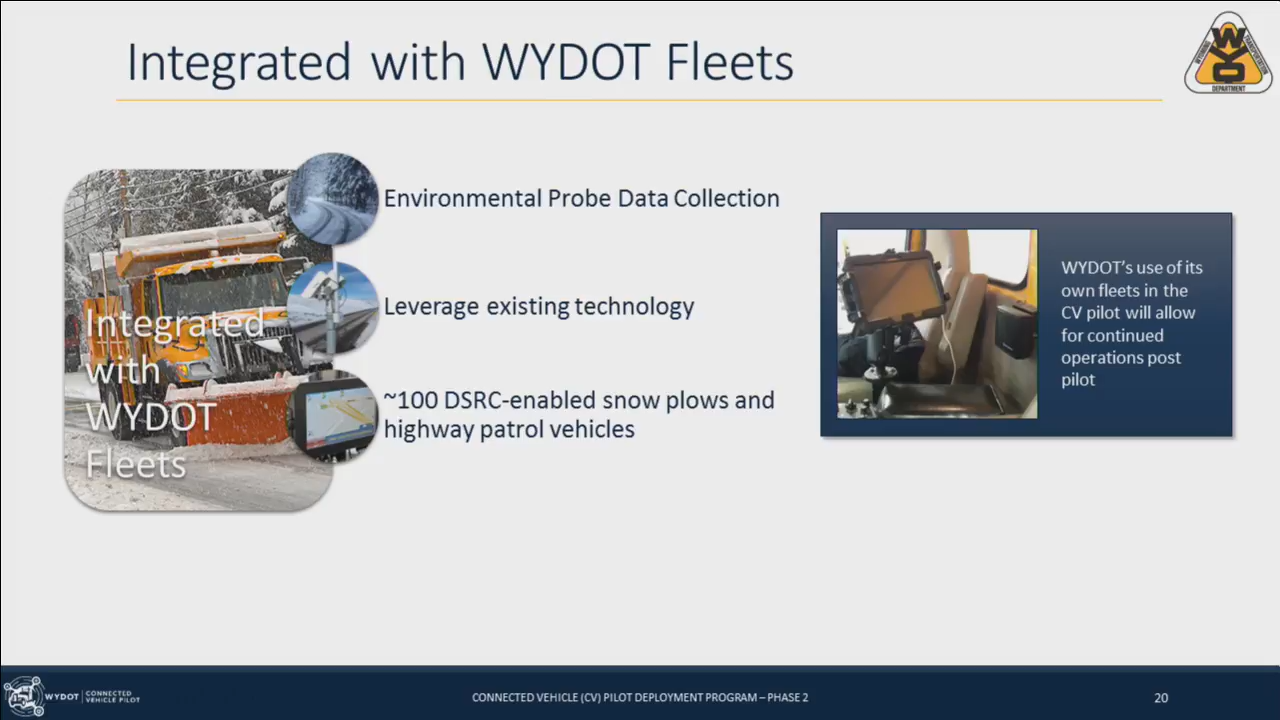 Integrated with WYDOT Fleets
WYO
DEPARTMENT
Environmental Probe Data Collection
Leverage existing technology
~100 DSRC-enabled snow plows and
highway patrol vehicles
Integrated
with
WYDOT
Fleets
WYDOT's use of its
own fleets in the
CV pilot will allow
for continued
operations post
pilot
WYDOT
CONNECTED
VEHICLE PILOT
CONNECTED VEHICLE (CV) PILOT DEPLOYMENT PROGRAM – PHASE 2
20